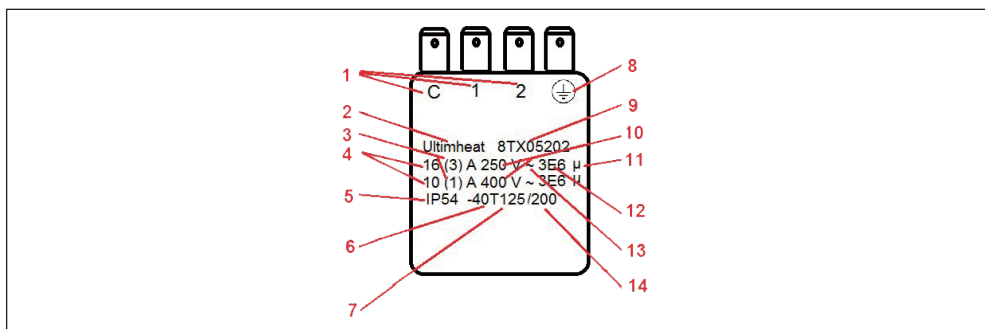 1
C 1 2
8
2
9
3
10
Ultimheat 8TX05202
4
16 (3) A 250 V ~ 3E6 µ
11
10 (1) A 400 V ~ 3E6 µ
5
IP54 -40T125/200
12
6
13
7
14